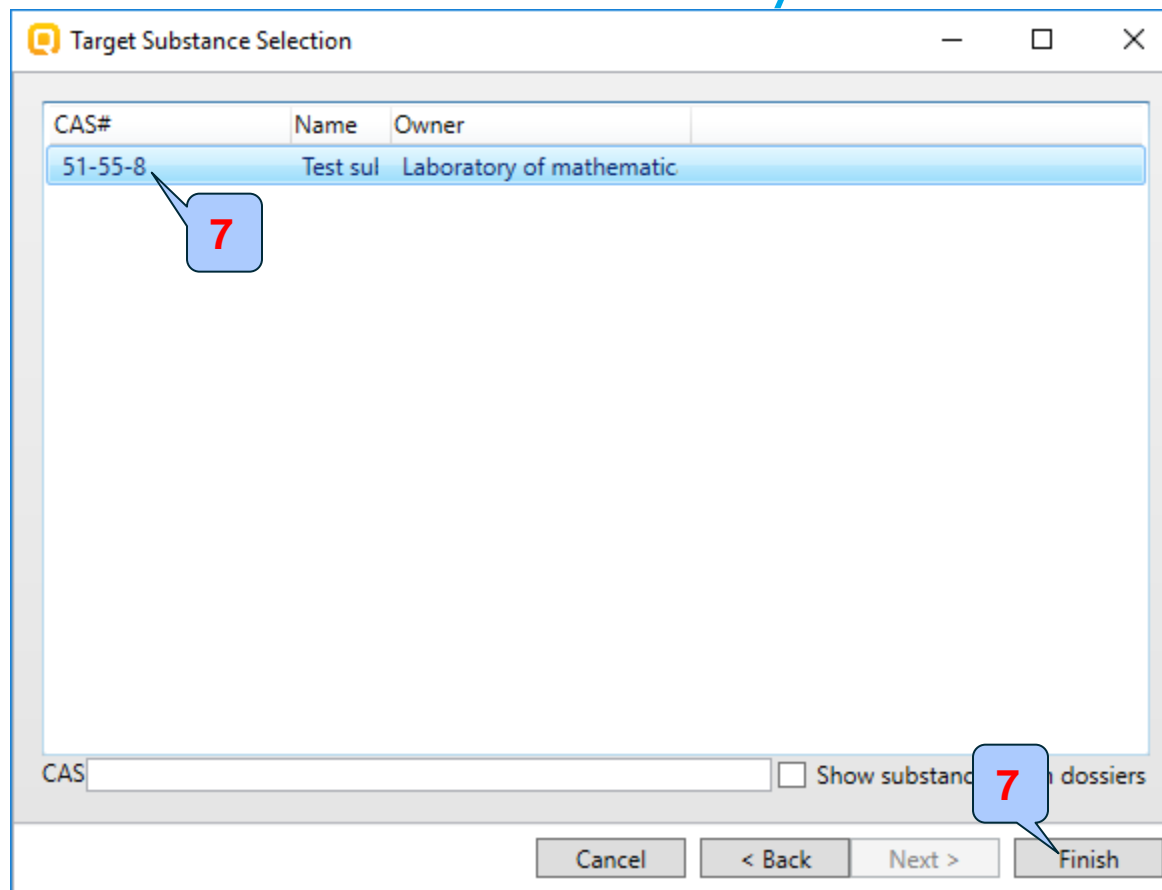 Target Substance Selection
CAS# Name Owner
51-55-8 Test sul Laboratory of mathematic
7
CAS Show substanc 7 dossiers
Cancel < Back Next > Finish